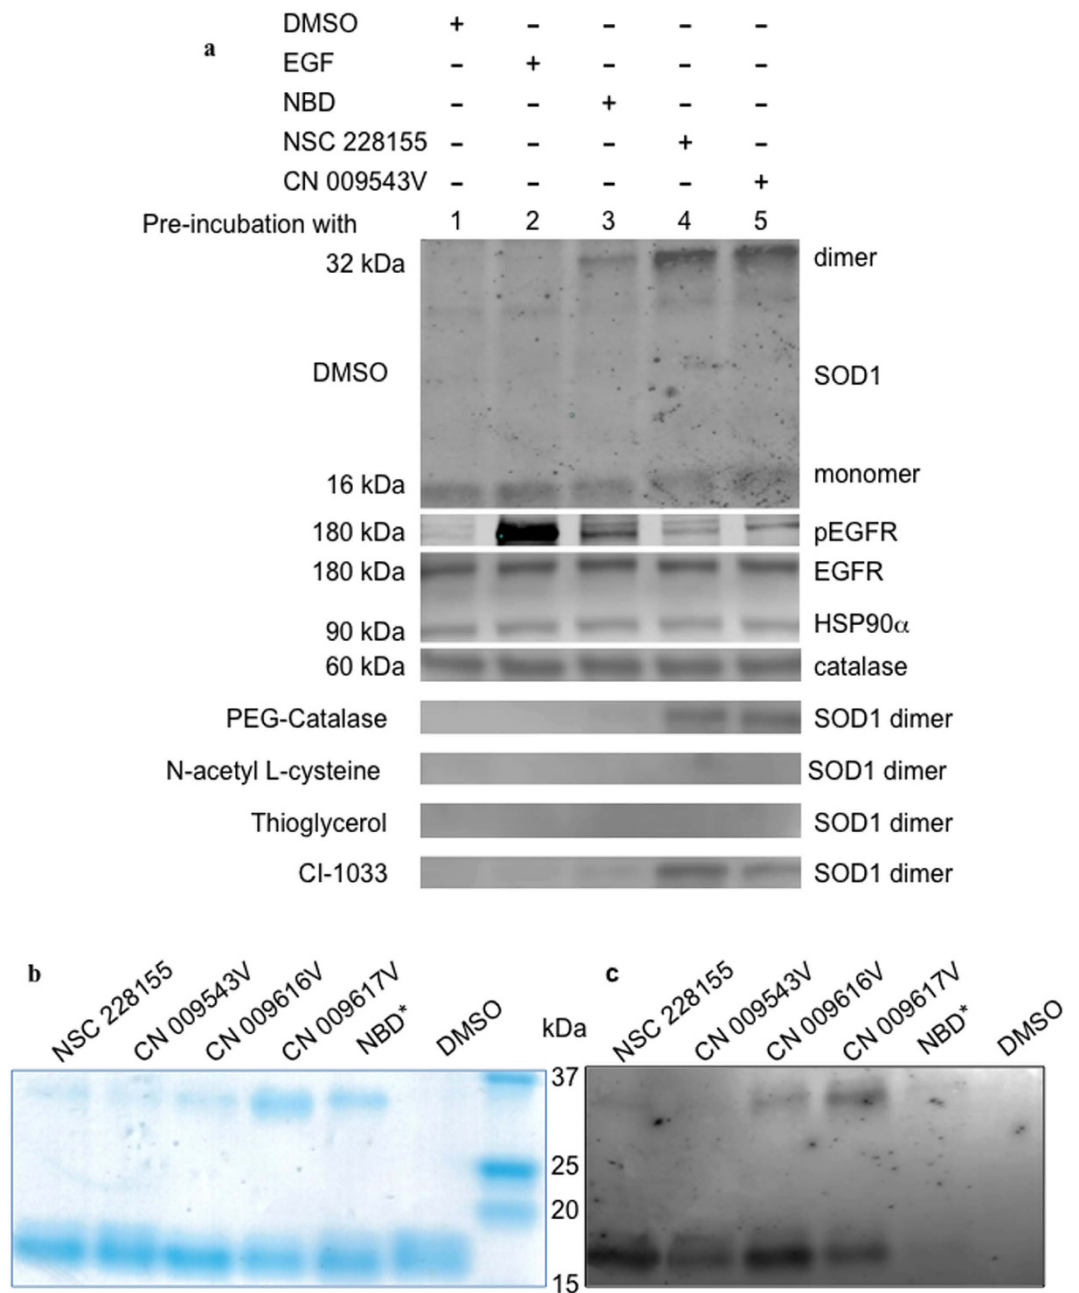 a
DMSO + – – – –
EGF – + – – –
NBD – – + – –
NSC 228155 – – – + –
CN 009543V – – – – +
Pre-incubation with 1 2 3 4 5
32 kDa dimer
DMSO SOD1
16 kDa monomer
180 kDa pEGFR
180 kDa EGFR
90 kDa HSP90α
60 kDa catalase
PEG-Catalase SOD1 dimer
N-acetyl L-cysteine SOD1 dimer
Thioglycerol SOD1 dimer
CI-1033 SOD1 dimer
b
NSC 228155
CN 009543V
CN 009616V
CN 009617V
NBD*
DMSO
kDa
37
25
20
15
c
NSC 228155
CN 009543V
CN 009616V
CN 009617V
NBD*
DMSO